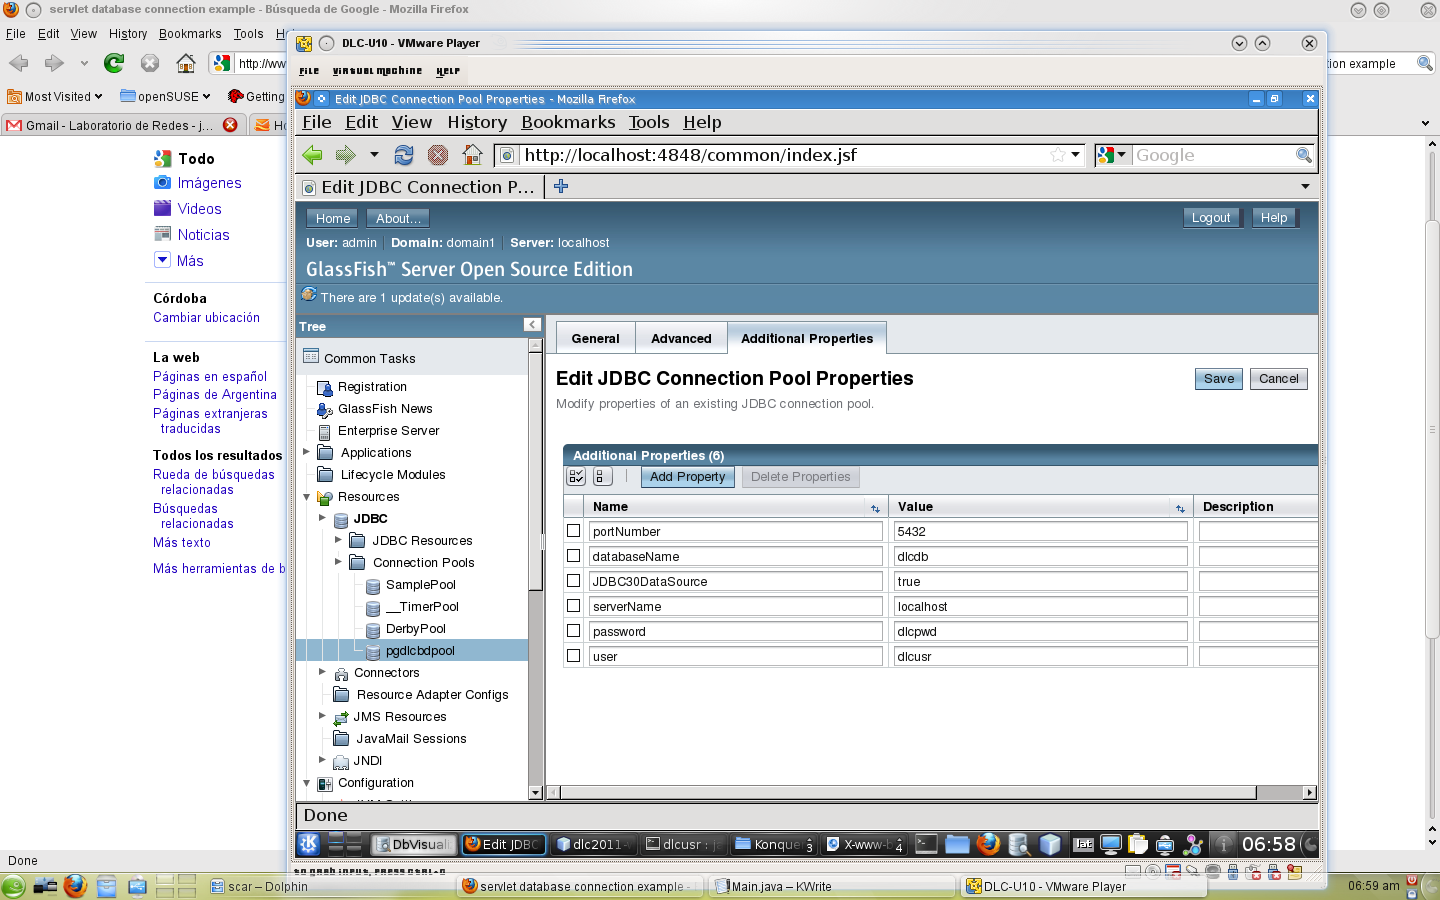 servlet database connection example - Búsqueda de Google - Mozilla Firefox
File Edit View History Bookmarks Tools
http://ww
ion example
Most Visited openSUSE Getting
Gmail - Laboratorio de Redes - j...
Todo
Imágenes
Videos
Noticias
Más
Córdoba
Cambiar ubicación
La web
Páginas en español
Páginas de Argentina
Páginas extranjeras
traducidas
Todos los resultados
Rueda de búsquedas
relacionadas
Búsquedas
relacionadas
Más texto
Más herramientas de b
Done
DLC-U10 - VMware Player
File Virtual Machine Help
Edit JDBC Connection Pool Properties - Mozilla Firefox
File Edit View History Bookmarks Tools Help
http://localhost:4848/common/index.jsf
Google
Edit JDBC Connection P...
Home About... Logout Help
User: admin Domain: domain1 Server: localhost
GlassFish™ Server Open Source Edition
There are 1 update(s) available.
Tree
Common Tasks
Registration
GlassFish News
Enterprise Server
Applications
Lifecycle Modules
Resources
JDBC
JDBC Resources
Connection Pools
SamplePool
__TimerPool
DerbyPool
pgdlcbdpool
Connectors
Resource Adapter Configs
JMS Resources
JavaMail Sessions
JNDI
Configuration
General Advanced Additional Properties
Edit JDBC Connection Pool Properties
Save Cancel
Modify properties of an existing JDBC connection pool.
Additional Properties (6)
Add Property Delete Properties
Name Value Description
portNumber 5432
databaseName dlcdb
JDBC30DataSource true
serverName localhost
password dlcpwd
user dlcusr
Done
DbVisual Edit JDBC dlc2011- dlcusr : Konque 3 X-www-b 4 lat 06:58
scar – Dolphin servlet database connection example - Main.java – KWrite DLC-U10 - VMware Player 06:59 am